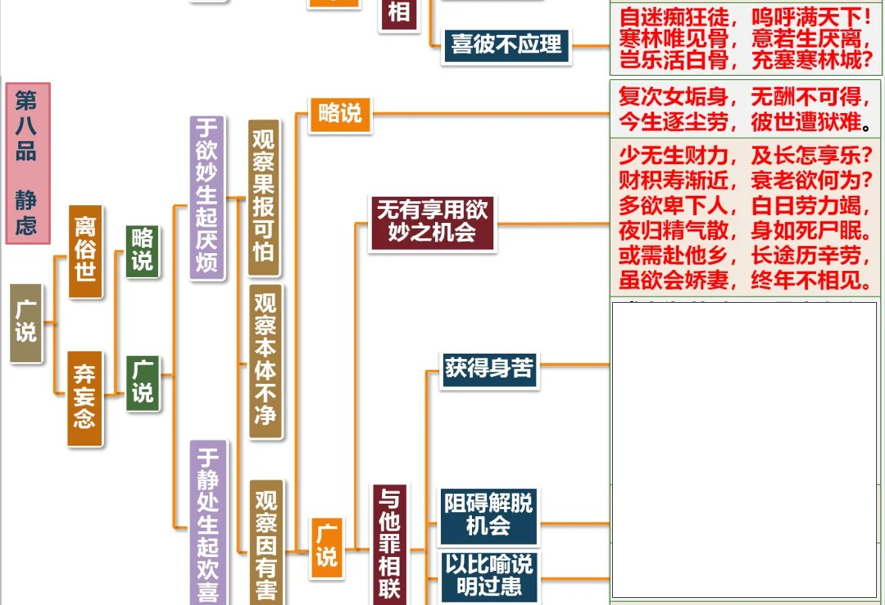 相
喜彼不应理
自迷痴狂徒，呜呼满天下！
寒林唯见骨，意若生厌离，
岂乐活白骨，充塞寒林城？
第八品 静虑
广说
离俗世
弃妄念
略说
广说
于欲妙生起厌烦
于静处生起欢喜
观察果报可怕
观察本体不净
观察因有害
略说
复次女垢身，无酬不可得，
今生逐尘劳，彼世遭狱难。
广说
无有享用欲
妙之机会
少无生财力，及长怎享乐？
财积寿渐近，衰老欲何为？
多欲卑下人，白日劳力竭，
夜归精气散，身如死尸眠。
或需赴他乡，长途历辛劳，
虽欲会娇妻，终年不相见。
与他罪相联
获得身苦
阻碍解脱
机会
以比喻说
明过患